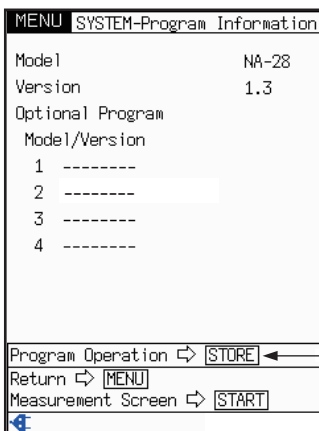 MENU SYSTEM-Program Information
Model NA-28
Version 1.3
Optional Program
Model/Version
1 --------
2 --------
3 --------
4 --------
Program Operation ⇨ STORE
Return ⇨ MENU
Measurement Screen ⇨ START